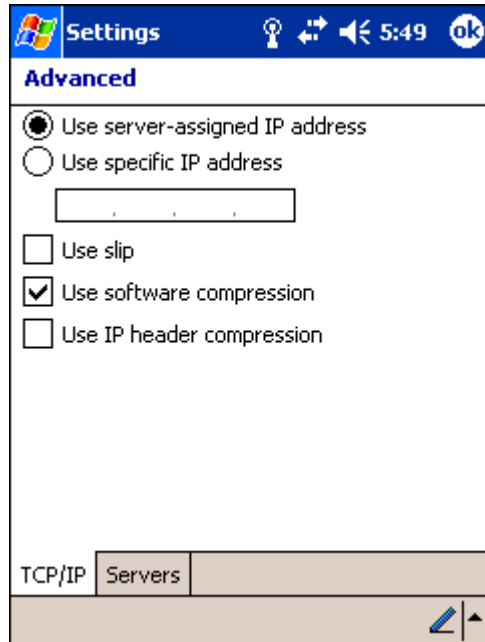 Settings 5:49 ok
Advanced
Use server-assigned IP address
Use specific IP address
. . .
Use slip
Use software compression
Use IP header compression
TCP/IP Servers